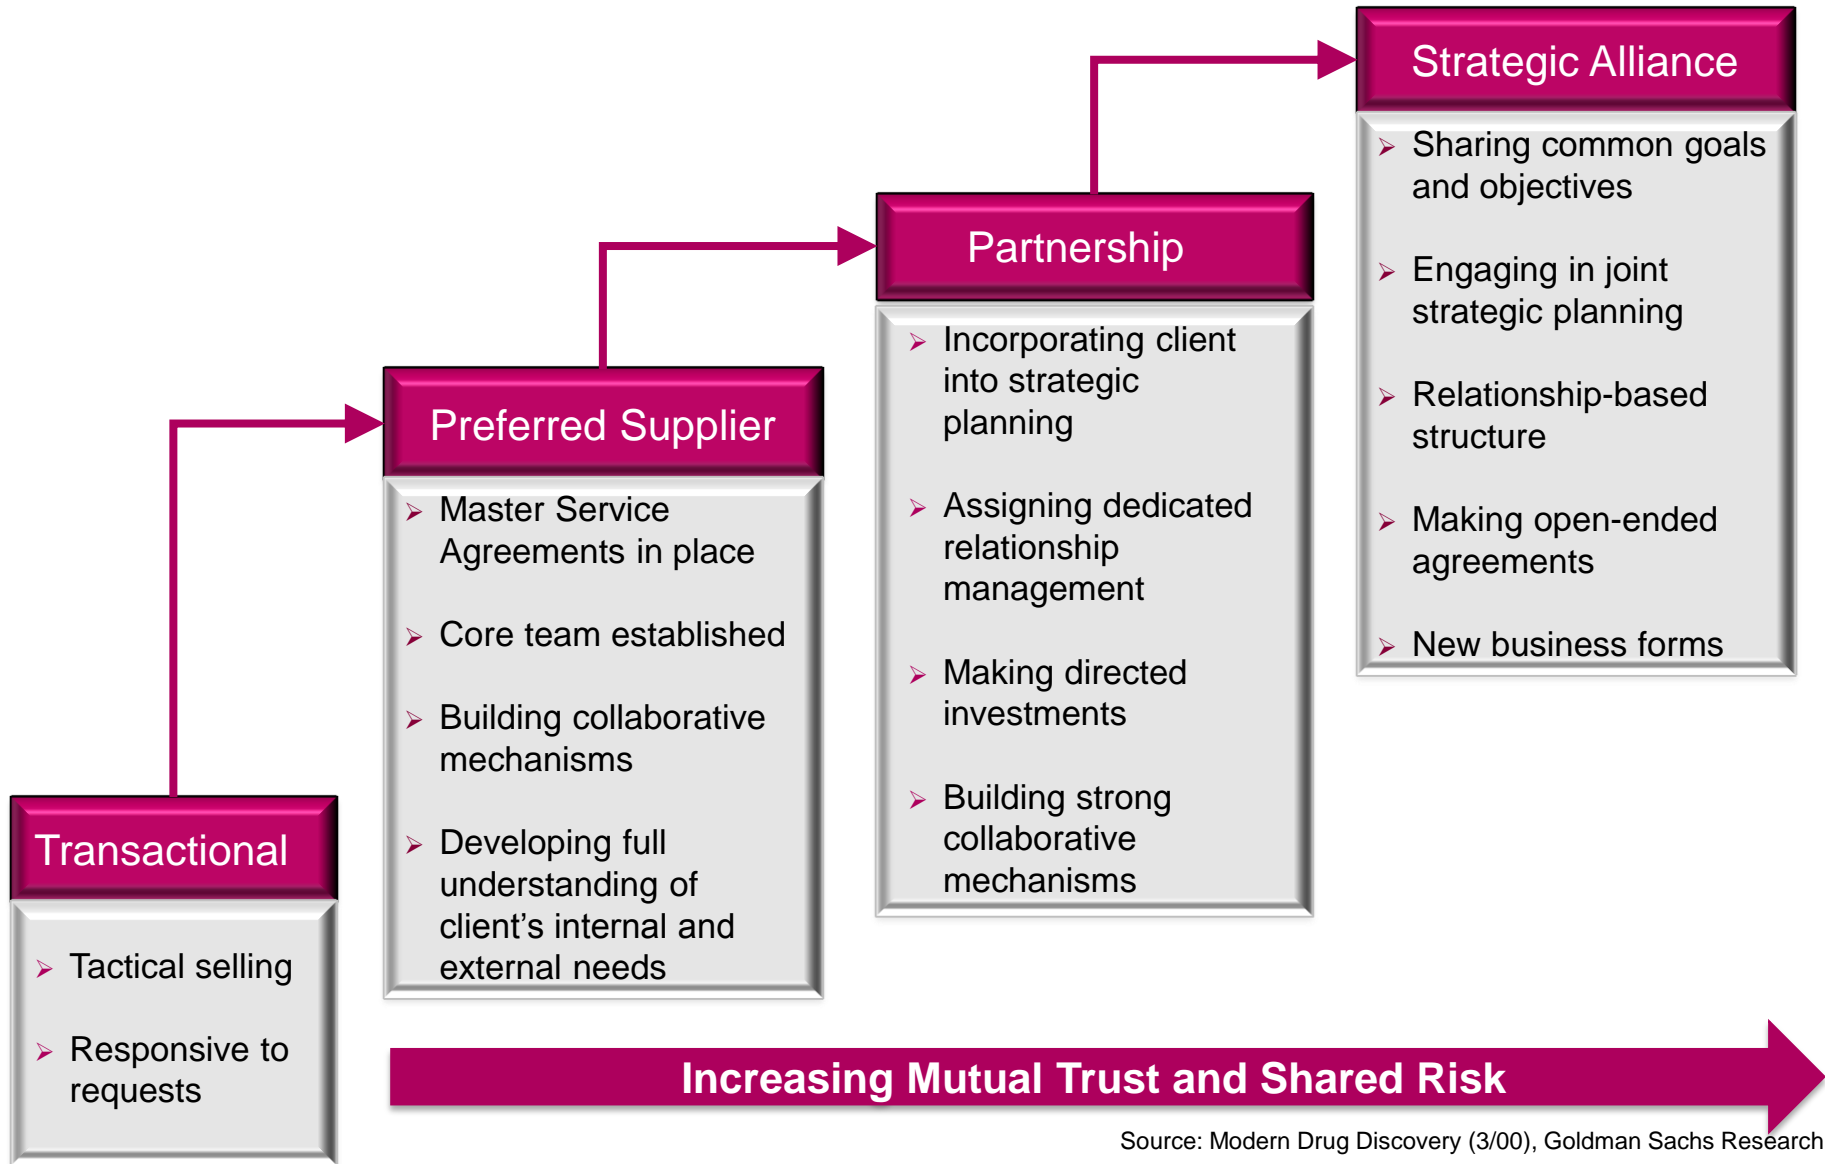 Strategic Alliance
Sharing common goals
and objectives
Engaging in joint
strategic planning
Relationship-based
structure
Making open-ended
agreements
New business forms
Partnership
Incorporating client
into strategic
planning
Assigning dedicated
relationship
management
Making directed
investments
Building strong
collaborative
mechanisms
Preferred Supplier
Master Service
Agreements in place
Core team established
Building collaborative
mechanisms
Developing full
understanding of
client’s internal and
external needs
Transactional
Tactical selling
Responsive to
requests
Increasing Mutual Trust and Shared Risk
Source: Modern Drug Discovery (3/00), Goldman Sachs Research